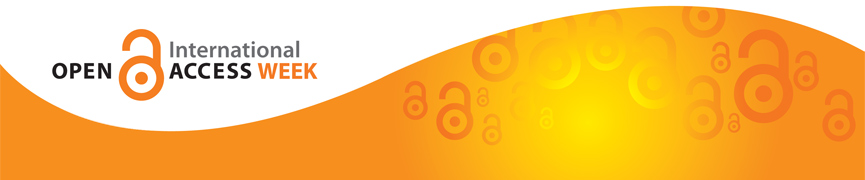 International
OPEN ACCESS WEEK